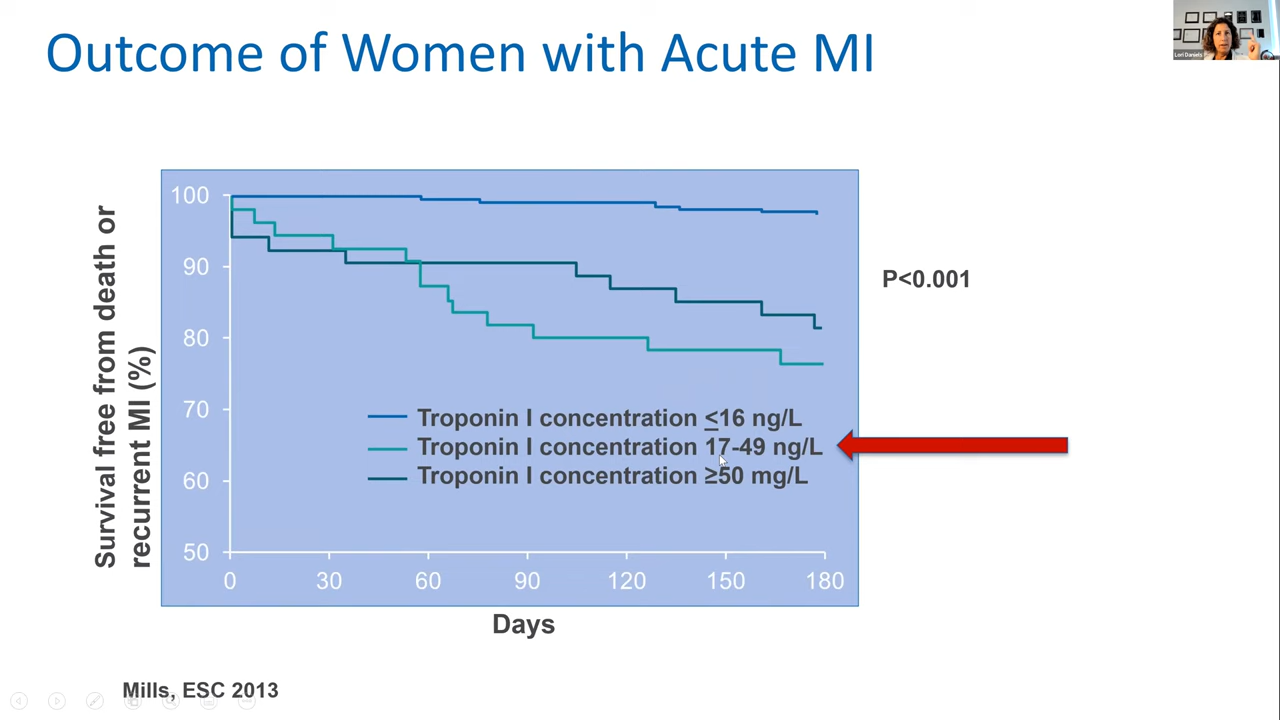 Outcome of Women with Acute MI
Lori Daniels
Survival free from death or
recurrent MI (%)
100
90
80
70
60
50
Troponin I concentration ≤16 ng/L
Troponin I concentration 17-49 ng/L
Troponin I concentration ≥50 mg/L
0 30 60 90 120 150 180
Days
P<0.001
Mills, ESC 2013